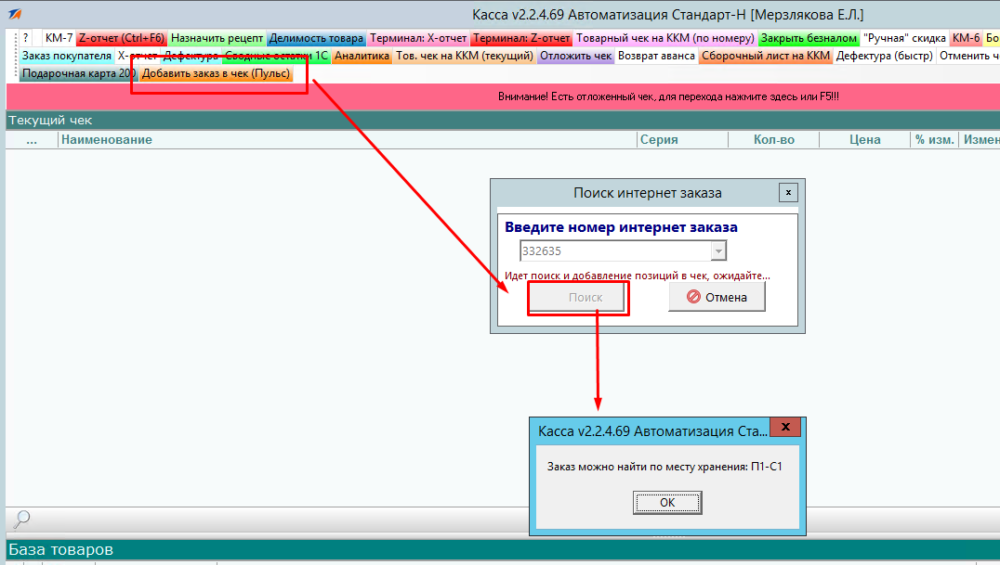 Касса v2.2.4.69 Автоматизация Стандарт-Н [Мерзлякова Е.Л.]
? КМ-7 Z-отчет (Ctrl+F6) Назначить рецепт Делимость товара Терминал: X-отчет Терминал: Z-отчет Товарный чек на ККМ (по номеру) Закрыть безналом "Ручная" скидка КМ-6 Бо
Заказ покупателя X-отчет Дефектура Сводные остатки 1С Аналитика Тов. чек на ККМ (текущий) Отложить чек Возврат аванса Сборочный лист на ККМ Дефектура (быстр) Отменить ч
Подарочная карта 200 Добавить заказ в чек (Пульс)
Внимание! Есть отложенный чек, для перехода нажмите здесь или F5!!!
Текущий чек
... Наименование Серия Кол-во Цена % изм. Измен
Поиск интернет заказа
x
Введите номер интернет заказа
332635
Идет поиск и добавление позиций в чек, ожидайте...
Поиск Отмена
Касса v2.2.4.69 Автоматизация Ста... x
Заказ можно найти по месту хранения: П1-С1
OK
База товаров